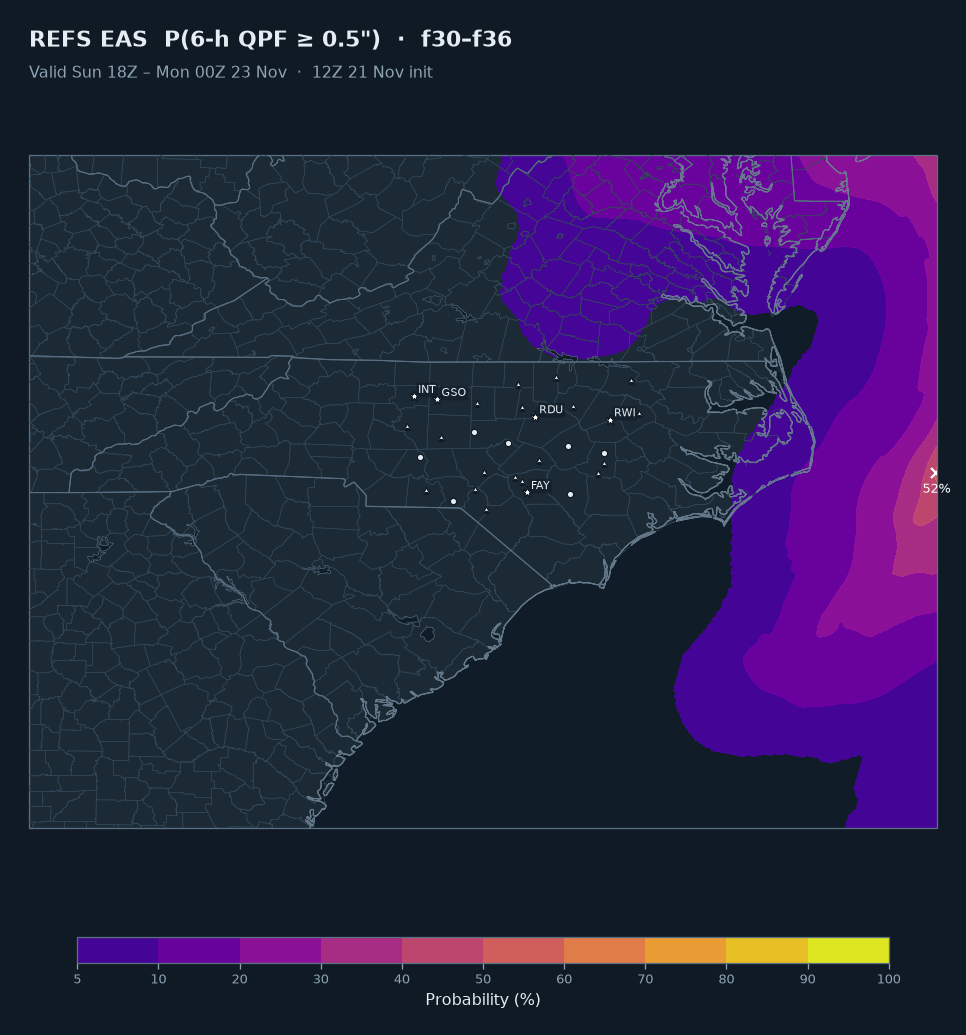 REFS EAS  P(6-h QPF ≥ 0.5")  ·  f30–f36
Valid Sun 18Z – Mon 00Z 23 Nov  ·  12Z 21 Nov init
INT
GSO
RDU
RWI
52%
FAY
5 10 20 30 40 50 60 70 80 90 100
Probability (%)